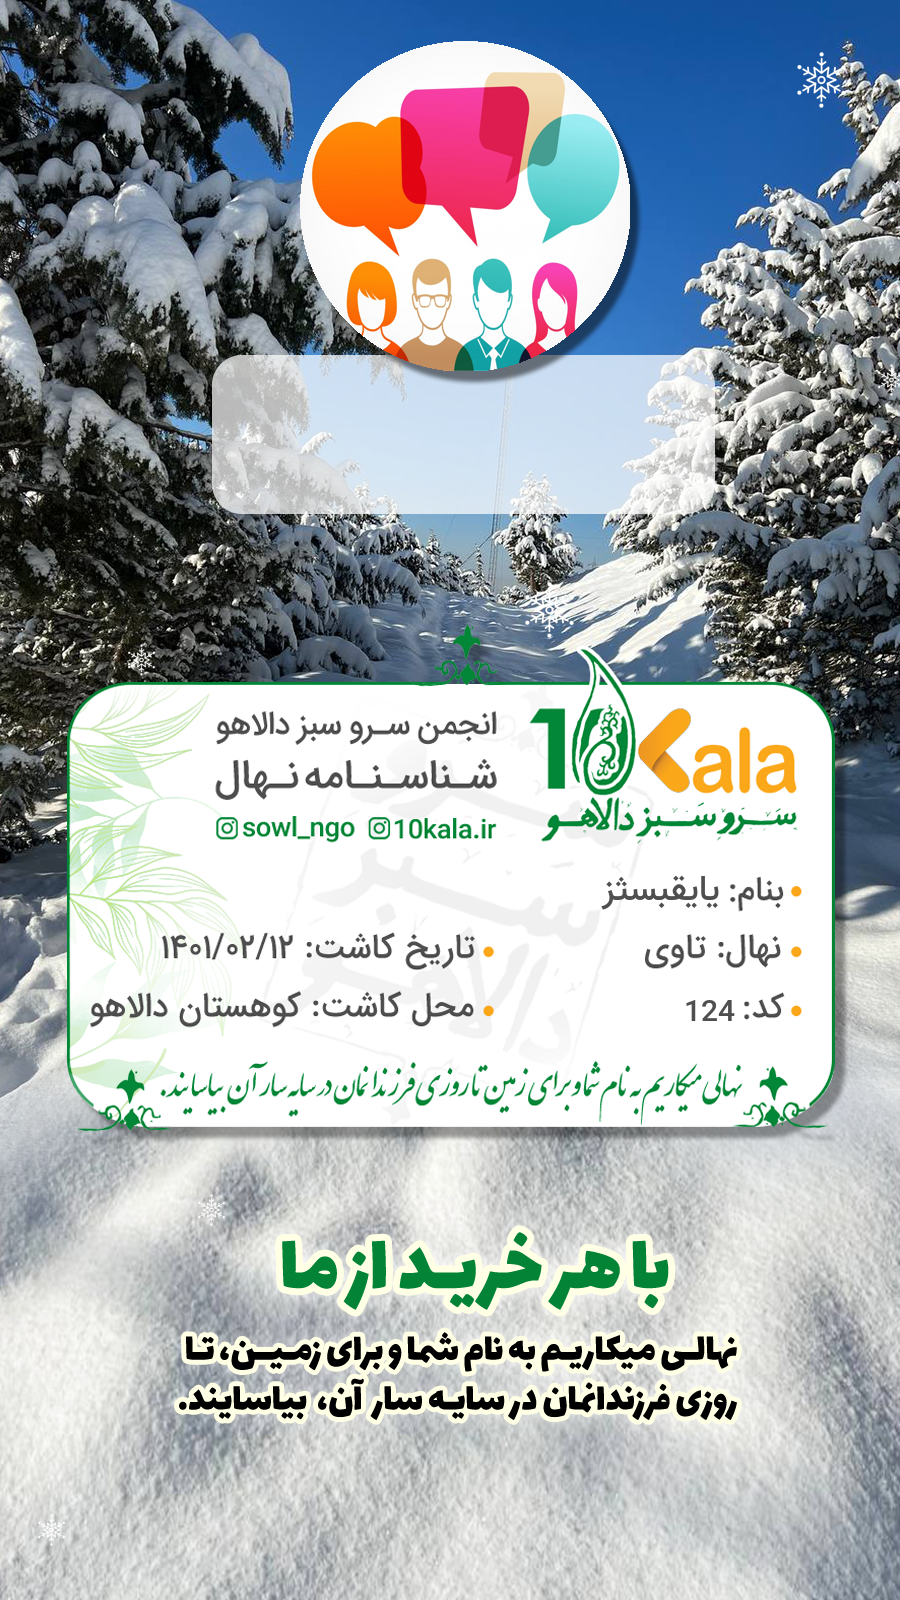 10Kala
سرو سبز دالاهو
انجمن سرو سبز دالاهو
شناسنامه نهال
sowl_ngo 10kala.ir
بنام: یایقبسثز
نهال: تاوی
تاریخ کاشت: ۱۴۰۱/۰۲/۱۲
کد: 124
محل کاشت: کوهستان دالاهو
نهالی میکاریم به نام شما و برای زمین تا روزی فرزندانمان در سایه سار آن بیاسایند.
با هر خرید از ما
نهالی میکاریم به نام شما و برای زمین، تا
روزی فرزندانمان در سایه سار آن، بیاسایند.